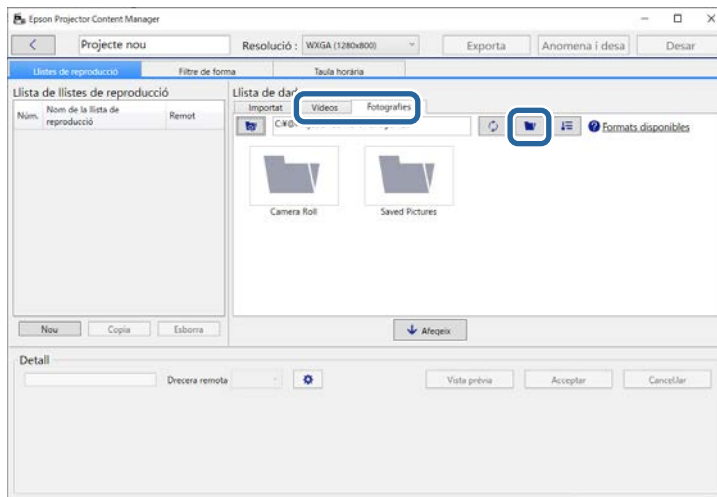 Epson Projector Content Manager
Projecte nou
Resolució :
WXGA (1280x800)
Exporta
Anomena i desa
Desar
Llistes de reproducció
Filtre de forma
Taula horària
Llista de llistes de reproducció
Núm.
Nom de la llista de
reproducció
Remot
Llista de
Importat
Vídeos
Fotografies
Formats disponibles
Camera Roll
Saved Pictures
Nou
Copia
Esborra
Afegeix
Detall
Drecera remota
Vista prèvia
Acceptar
Cancel·lar